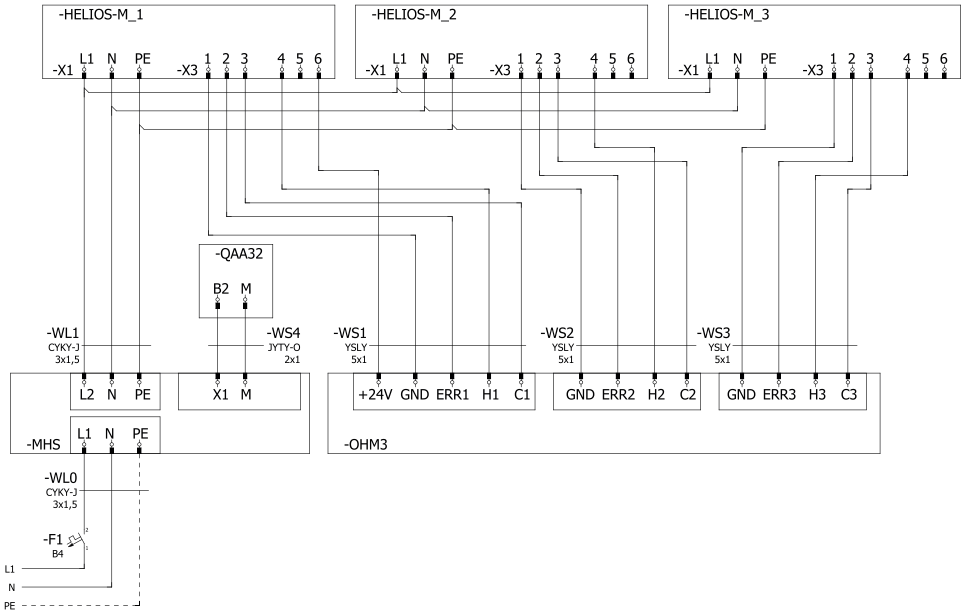 -HELIOS-M_1 -HELIOS-M_2 -HELIOS-M_3
L1 N PE 1 2 3 4 5 6 L1 N PE 1 2 3 4 5 6 L1 N PE 1 2 3 4 5 6
-X1 -X3 -X1 -X3 -X1 -X3
-QAA32
B2 M
-WL1 -WS4 -WS1 -WS2 -WS3
CYKY-J JYTY-O YSLY YSLY YSLY
3x1,5 2x1 5x1 5x1 5x1
L2 N PE X1 M +24V GND ERR1 H1 C1 GND ERR2 H2 C2 GND ERR3 H3 C3
L1 N PE
-MHS -OHM3
-WL0
CYKY-J
3x1,5
2
-F1
B4 1
L1
N
PE